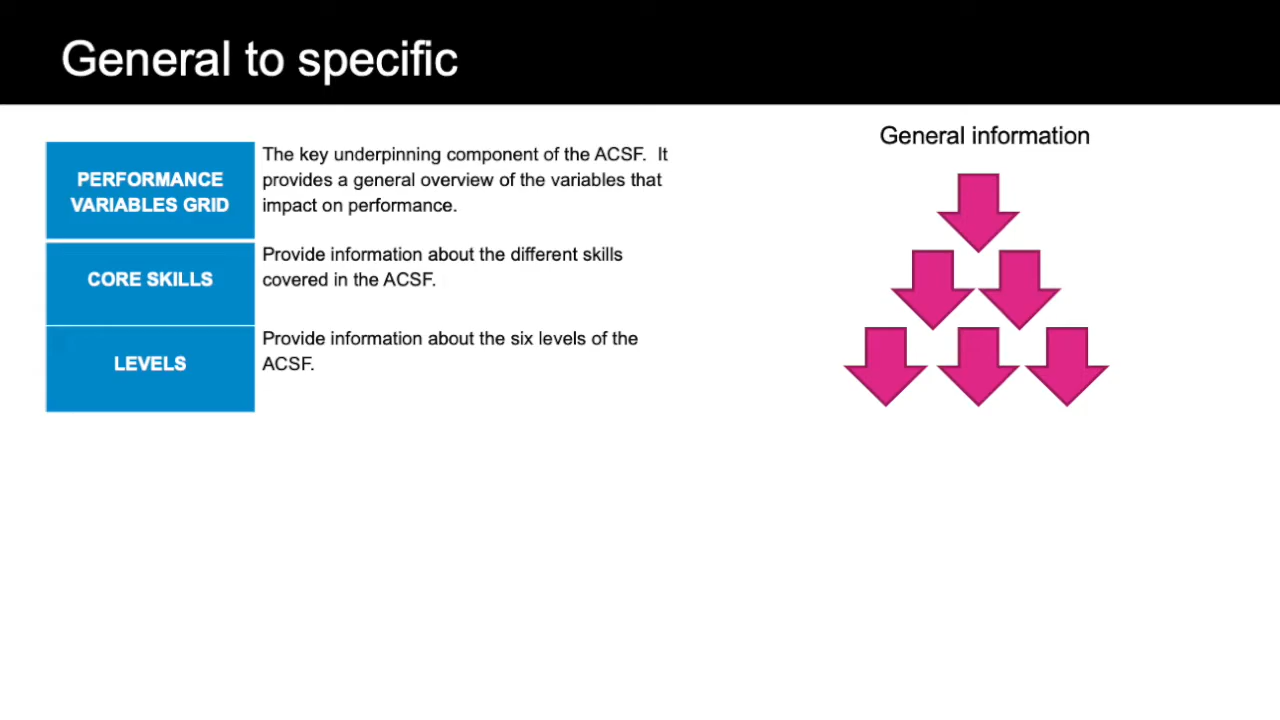 General to specific
General information
PERFORMANCE
VARIABLES GRID
The key underpinning component of the ACSF.  It
provides a general overview of the variables that
impact on performance.
CORE SKILLS
Provide information about the different skills
covered in the ACSF.
LEVELS
Provide information about the six levels of the
ACSF.